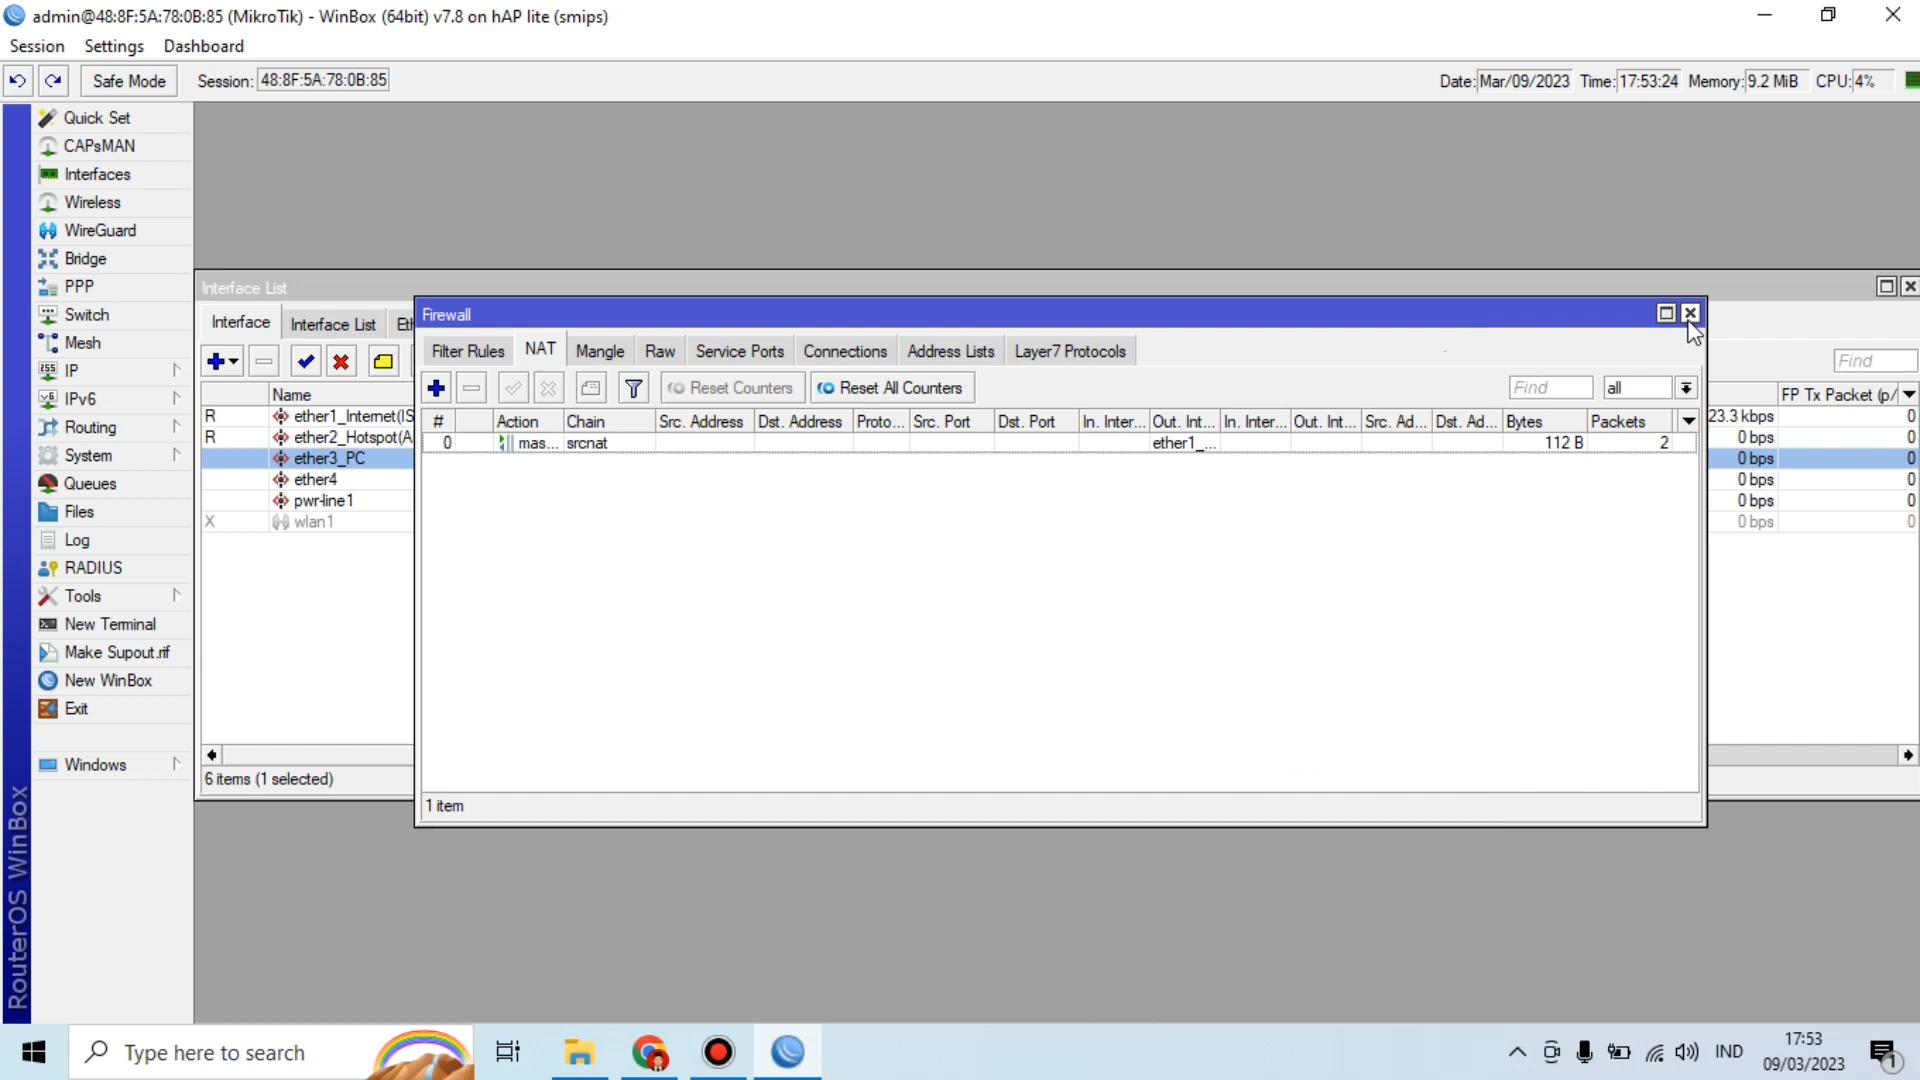 admin@48:8F:5A:78:0B:85 (MikroTik) - WinBox (64bit) v7.8 on hAP lite (smips)
Session Settings Dashboard
Safe Mode Session: 48:8F:5A:78:0B:85 Date: Mar/09/2023 Time: 17:53:24 Memory: 9.2 MiB CPU: 4%
Quick Set
CAPsMAN
Interfaces
Wireless
WireGuard
Bridge
PPP
Switch
Mesh
IP
IPv6
Routing
System
Queues
Files
Log
RADIUS
Tools
New Terminal
Make Supout.rif
New WinBox
Exit
Windows
RouterOS WinBox
Interface List
Interface Interface List Eth
Find
Name FP Tx Packet (p/
R ether1_Internet(IS 23.3 kbps 0
R ether2_Hotspot(A 0 bps 0
ether3_PC 0 bps 0
ether4 0 bps 0
pwr-line1 0 bps 0
X wlan1 0 bps 0
6 items (1 selected)
Firewall
Filter Rules NAT Mangle Raw Service Ports Connections Address Lists Layer7 Protocols
Reset Counters Reset All Counters Find all
# Action Chain Src. Address Dst. Address Proto... Src. Port Dst. Port In. Inter... Out. Int... In. Inter... Out. Int... Src. Ad... Dst. Ad... Bytes Packets
0 mas... srcnat ether1_... 112 B 2
1 item
Type here to search
IND
17:53
09/03/2023
1